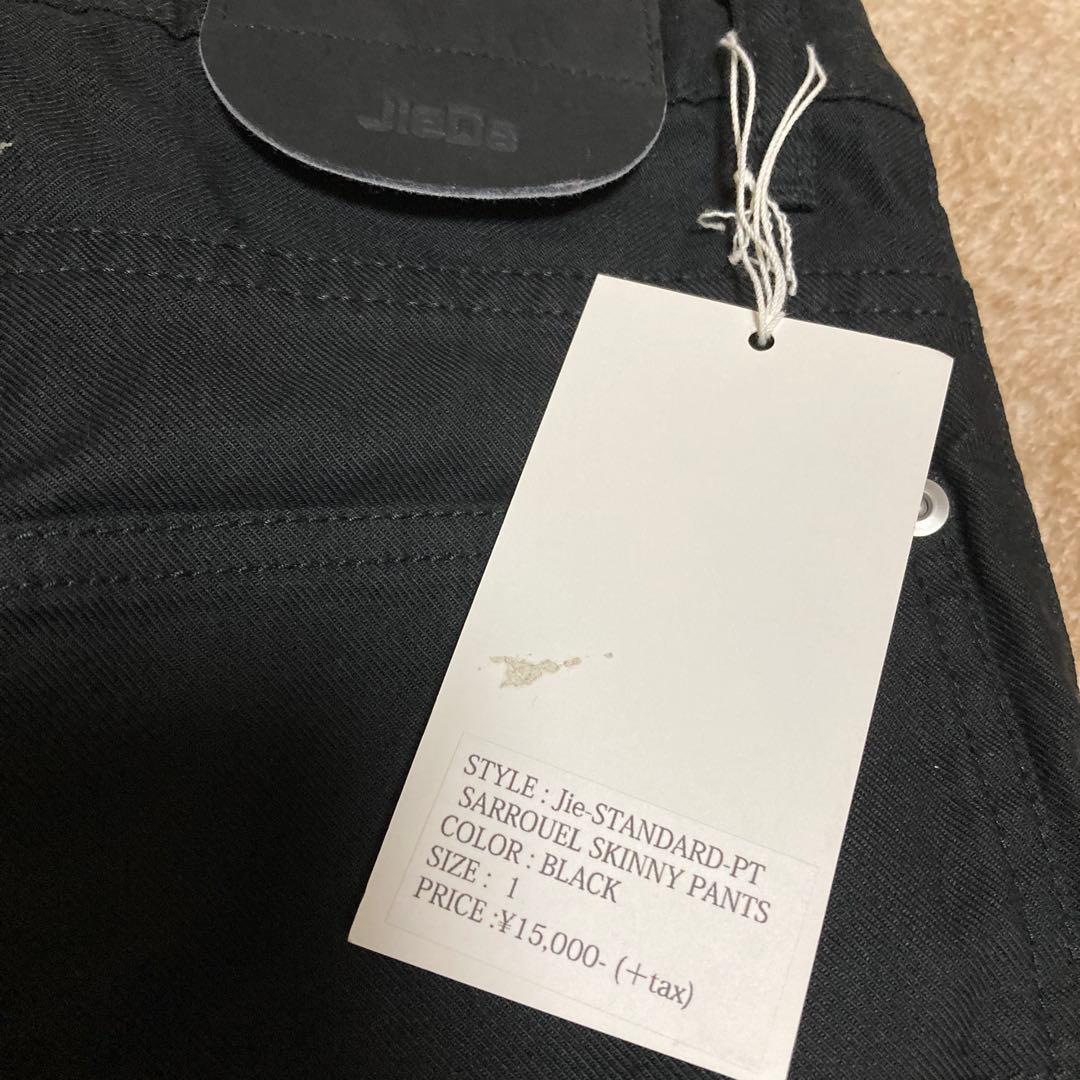 JieDa
STYLE : Jie-STANDARD-PT
SARROUEL SKINNY PANTS
COLOR : BLACK
SIZE : 1
PRICE :¥15,000- (+tax)